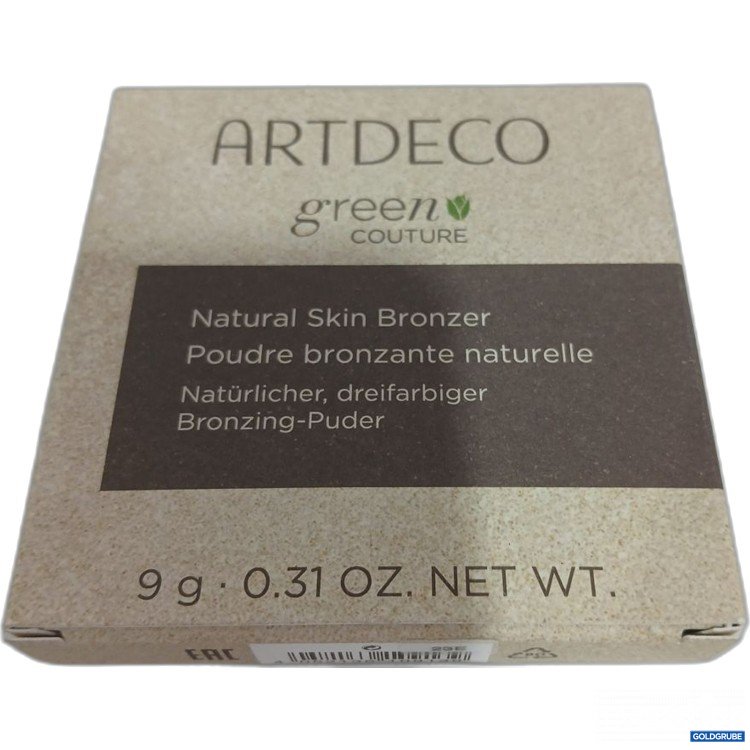 ARTDECO
green
COUTURE
Natural Skin Bronzer
Poudre bronzante naturelle
Natürlicher, dreifarbiger
Bronzing-Puder
9 g · 0.31 OZ. NET WT.
EAC
GOLDGRUBE